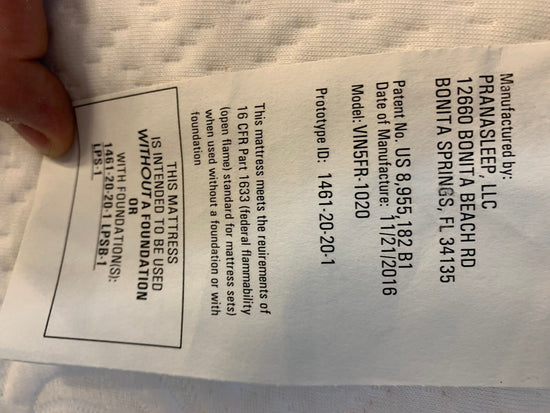 Manufactured by:
PRANASLEEP, LLC
12660 BONITA BEACH RD
BONITA SPRINGS, FL 34135
Patent No. US 8,955,182 B1
Date of Manufacture: 11/21/2016
Model: VIN5FR-1020
Prototype ID: 1461-20-20-1
This mattress meets the reuirements of
16 CFR Part 1633 (federal flammability
(open flame) standard for mattress sets)
when used without a foundation or with
foundation
THIS MATTRESS
IS INTENDED TO BE USED
WITHOUT A FOUNDATION
OR
WITH FOUNDATION(S):
1461-20-20-1 LPSB-1
LPS-1